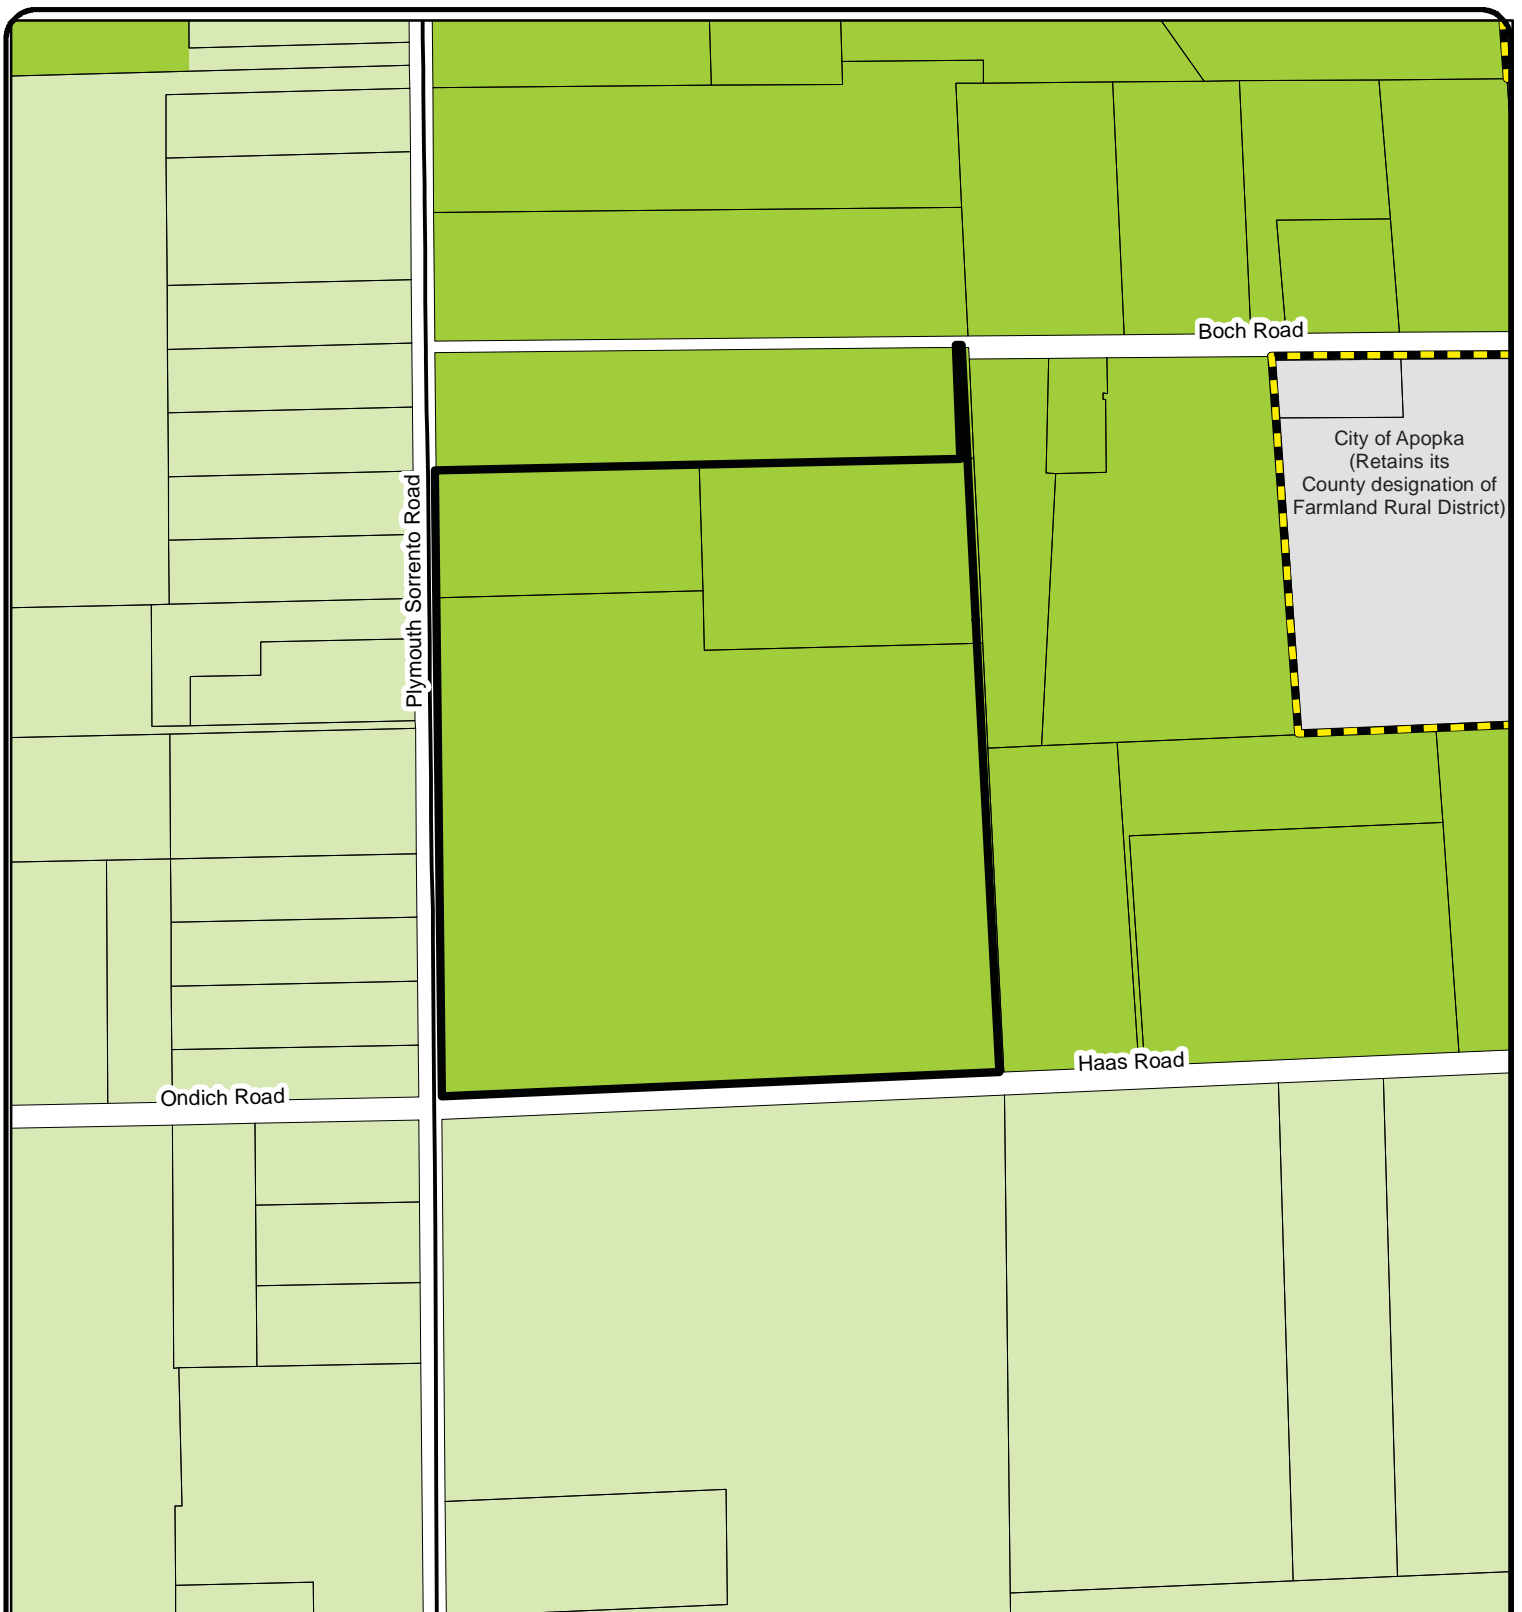 Boch Road
City of Apopka
(Retains its
County designation of
Farmland Rural District)
Plymouth Sorrento Road
Haas Road
Ondich Road